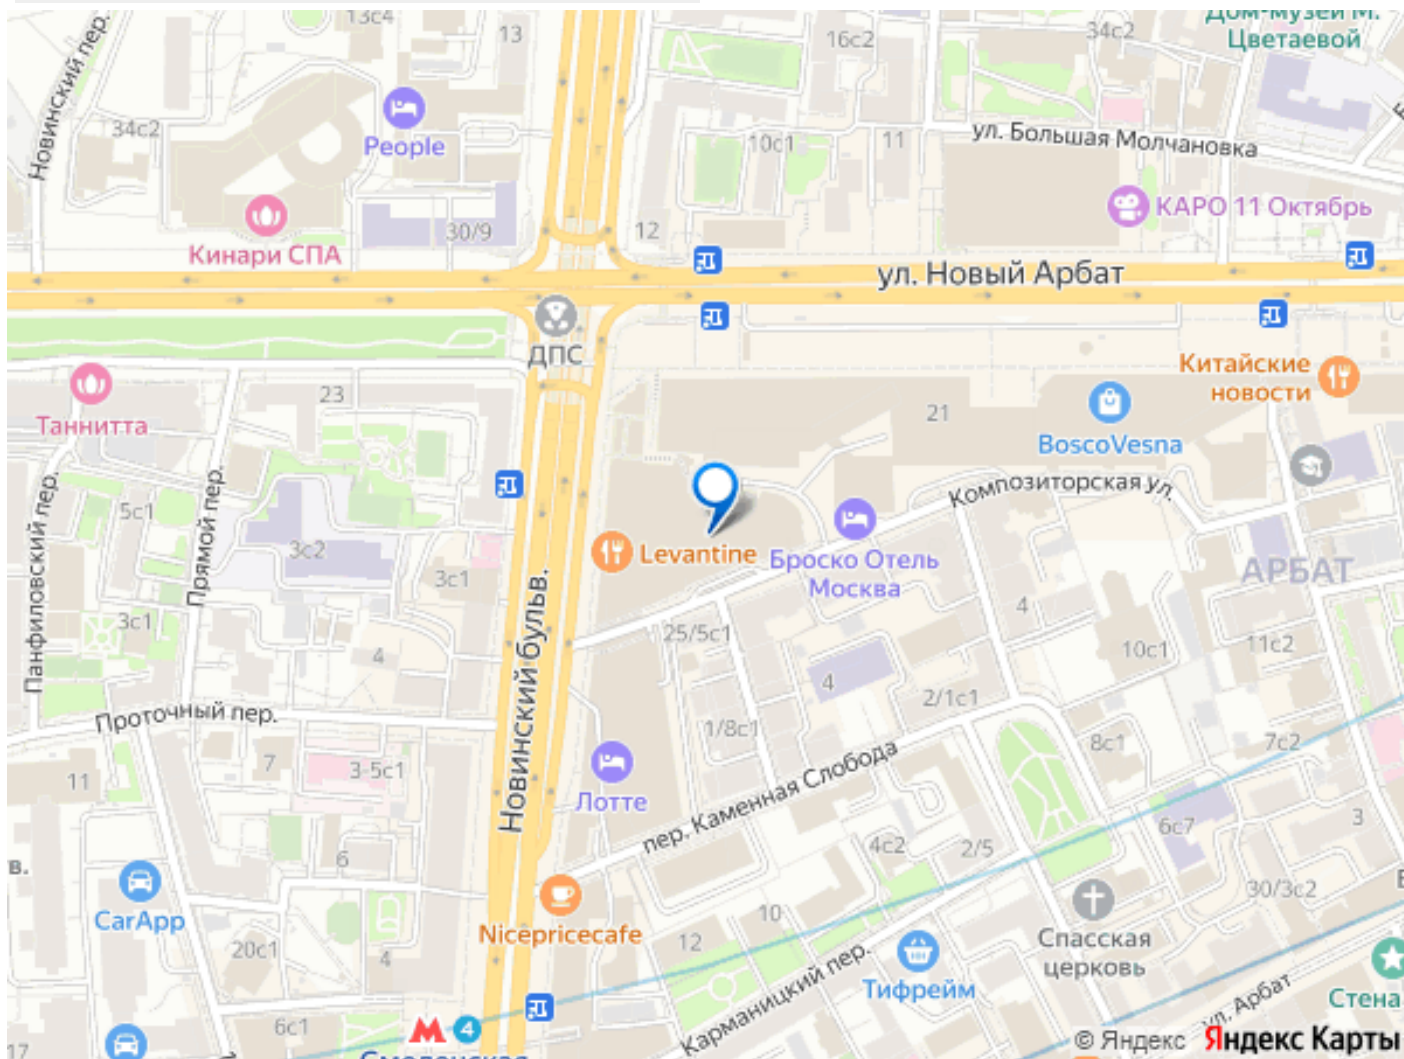 Дом-музей М.
Цветаевой
13с4
13
16с2
34с2
Новинский пер.
34с2
People
10с1
11
ул. Большая Молчановка
КАРО 11 Октябрь
Кинари СПА
30/9
12
ул. Новый Арбат
ДПС
Китайские
новости
Таннитта
23
21
BoscoVesna
Панфиловский пер.
Прямой пер.
5с1
3с2
3с1
Композиторская ул.
Levantine
Броско Отель
Москва
АРБАТ
Новинский бульв.
3с1
4
25/5с1
4
4
10с1
11с2
2/1с1
Проточный пер.
1/8с1
8с1
7с2
11
7
3-5с1
Лотте
пер. Каменная Слобода
6с7
3
4с2
2/5
6
в.
CarApp
Nicepricecafe
10
12
30/3с2
20с1
4
Спасская
церковь
Карманицкий пер.
Тифрейм
ул. Арбат
Стена
6с1
4
17
Смоленская
© Яндекс Яндекс Карты